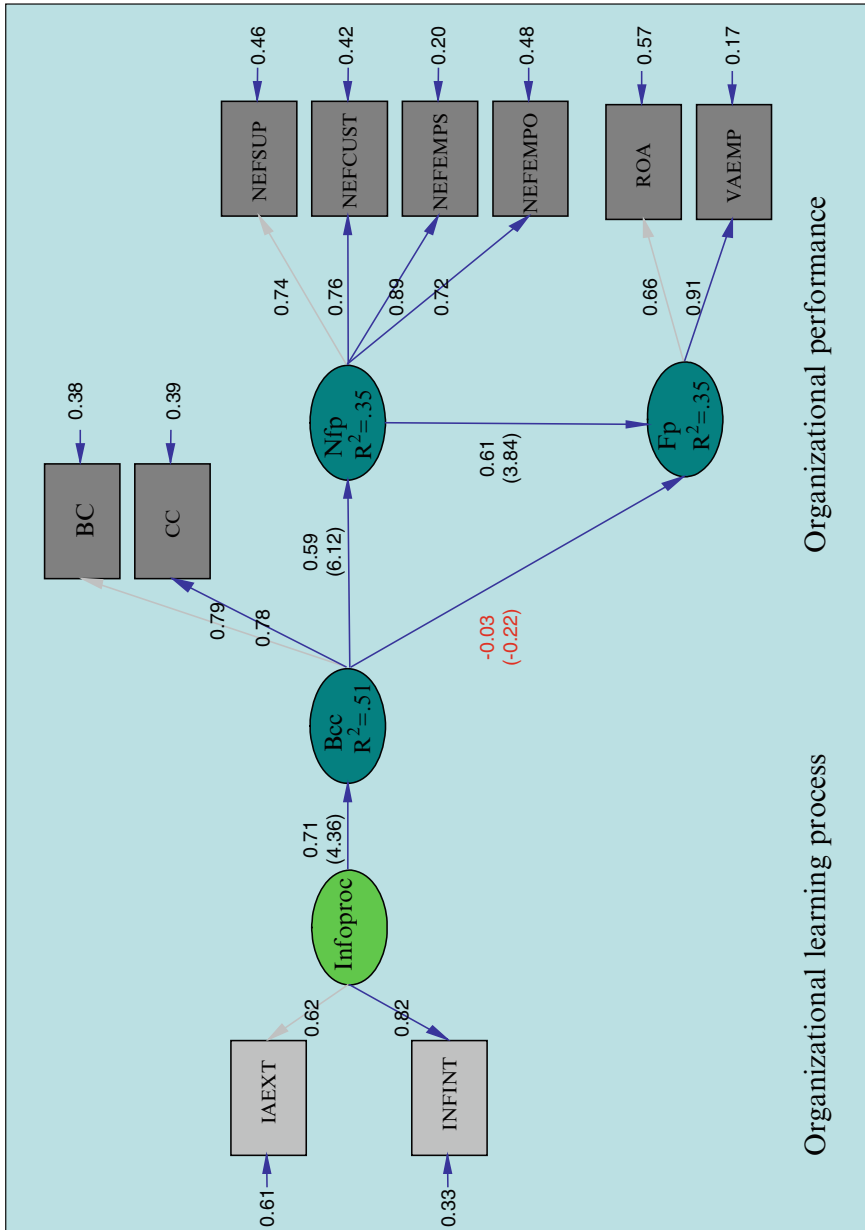 0.61
IAEXT
0.33
INFINT
0.62
0.82
Infoproc
0.71
(4.36)
Bcc
R²=.51
0.79
0.78
BC
0.38
CC
0.39
0.59
(6.12)
-0.03
(-0.22)
Nfp
R²=.35
0.61
(3.84)
Fp
R²=.35
0.74
0.76
0.89
0.72
NEFSUP
0.46
NEFCUST
0.42
NEFEMPS
0.20
NEFEMPO
0.48
0.66
0.91
ROA
0.57
VAEMP
0.17
Organizational learning process
Organizational performance